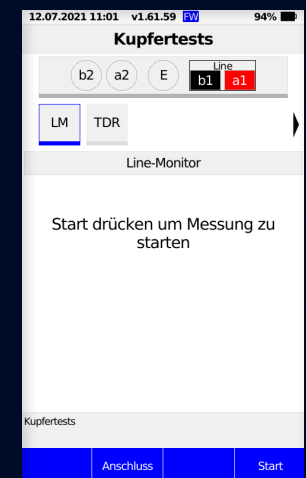 12.07.2021 11:01 v1.61.59 FW 94%
Kupfertests
b2 a2 E Line
b1 a1
LM TDR
Line-Monitor
Start drücken um Messung zu
starten
Kupfertests
Anschluss Start